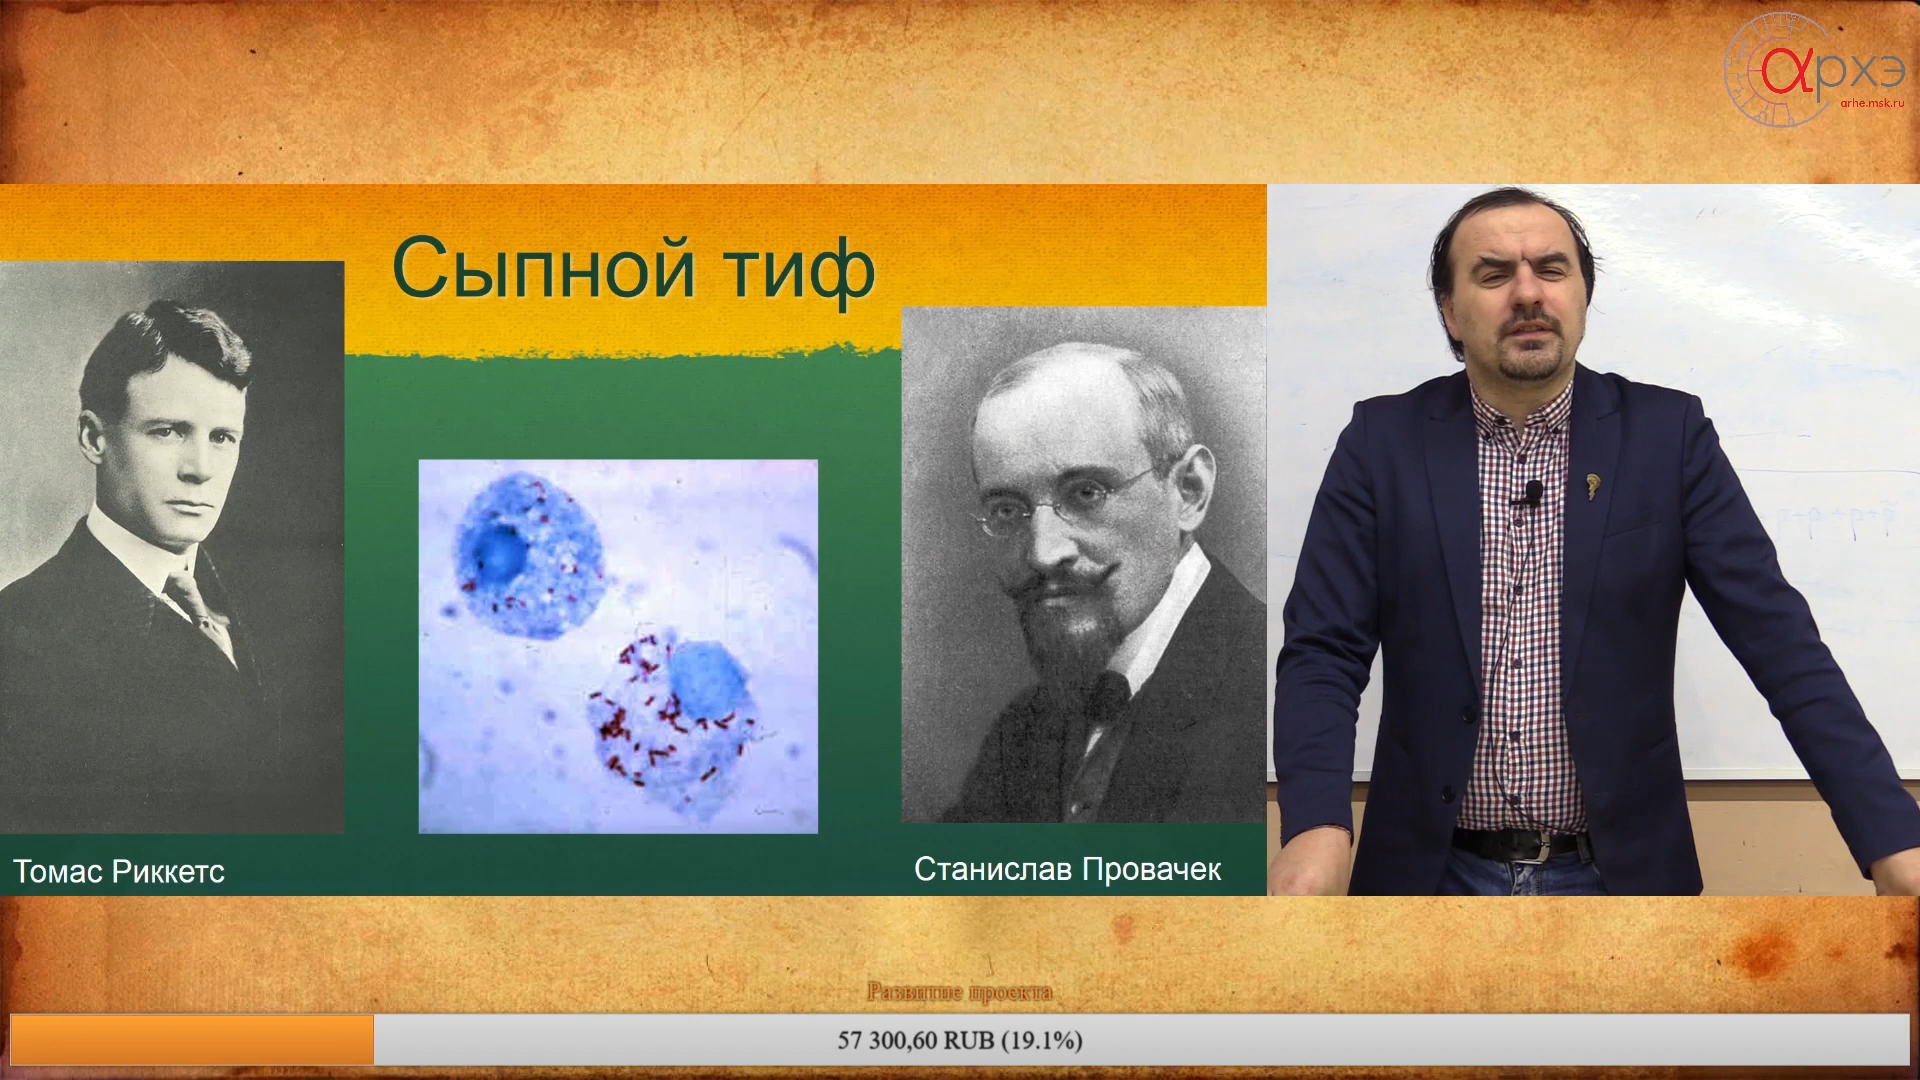 αрхэ
arhe.msk.ru
Сыпной тиф
Томас Риккетс
Станислав Провачек
Развитие проекта
57 300,60 RUB (19.1%)